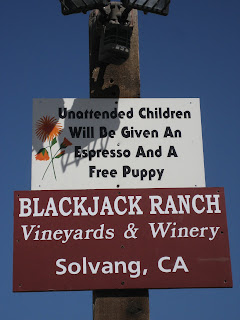 Unattended Children
Will Be Given An
Espresso And A
Free Puppy
BLACKJACK RANCH
Vineyards & Winery
Solvang, CA